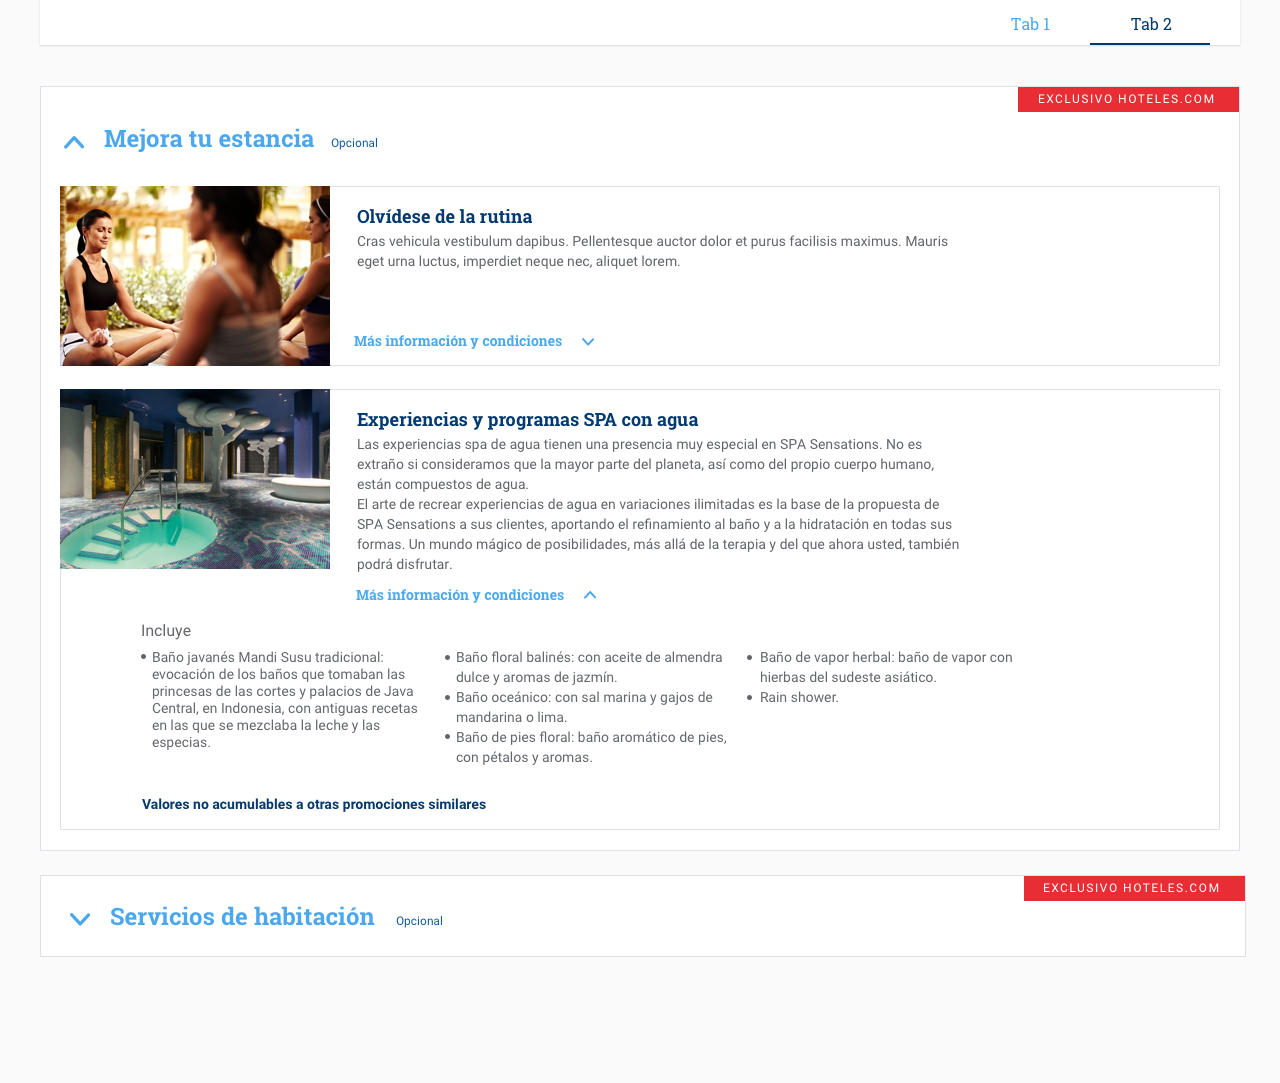 Tab 1
Tab 2
EXCLUSIVO HOTELES.COM
Mejora tu estancia
Opcional
Olvídese de la rutina
Cras vehicula vestibulum dapibus. Pellentesque auctor dolor et purus facilisis maximus. Mauris
eget urna luctus, imperdiet neque nec, aliquet lorem.
Más información y condiciones
Experiencias y programas SPA con agua
Las experiencias spa de agua tienen una presencia muy especial en SPA Sensations. No es
extraño si consideramos que la mayor parte del planeta, así como del propio cuerpo humano,
están compuestos de agua.
El arte de recrear experiencias de agua en variaciones ilimitadas es la base de la propuesta de
SPA Sensations a sus clientes, aportando el refinamiento al baño y a la hidratación en todas sus
formas. Un mundo mágico de posibilidades, más allá de la terapia y del que ahora usted, también
podrá disfrutar.
Más información y condiciones
Incluye
• Baño javanés Mandi Susu tradicional:
evocación de los baños que tomaban las
princesas de las cortes y palacios de Java
Central, en Indonesia, con antiguas recetas
en las que se mezclaba la leche y las
especias.
• Baño floral balinés: con aceite de almendra
dulce y aromas de jazmín.
• Baño oceánico: con sal marina y gajos de
mandarina o lima.
• Baño de pies floral: baño aromático de pies,
con pétalos y aromas.
• Baño de vapor herbal: baño de vapor con
hierbas del sudeste asiático.
• Rain shower.
Valores no acumulables a otras promociones similares
EXCLUSIVO HOTELES.COM
Servicios de habitación
Opcional